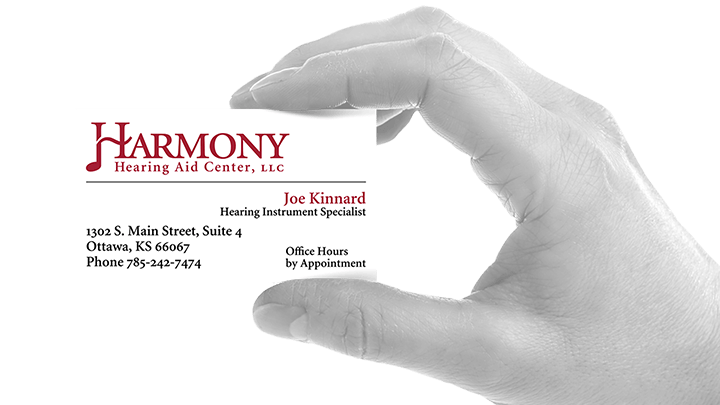 HARMONY
Hearing Aid Center, LLC
Joe Kinnard
Hearing Instrument Specialist
1302 S. Main Street, Suite 4
Ottawa, KS 66067
Phone 785-242-7474
Office Hours
by Appointment